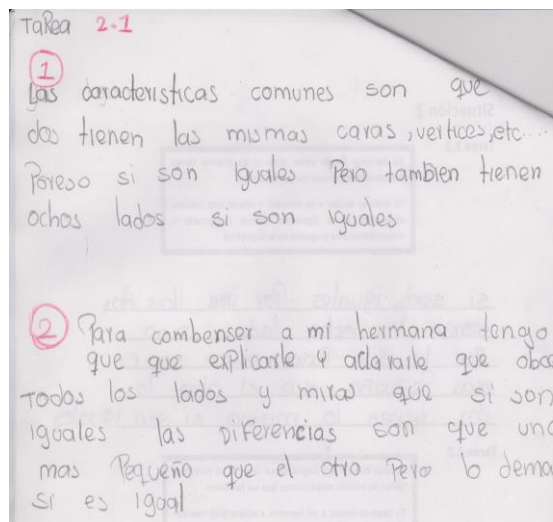 TaRea 2.1
1
Las caracteristicas comunes son que
dos tienen las mismas caras, vertices, etc....
Poreso si son iguales Pero tambien tienen
ochos lados si son iguales
2 Para combenser a mi hermana tengo
que que explicarle y aclararle que oba
Todos los lados y mira que si son
iguales las Diferencias son que uno
mas Pequeño que el otro Pero lo dema
si es igoal